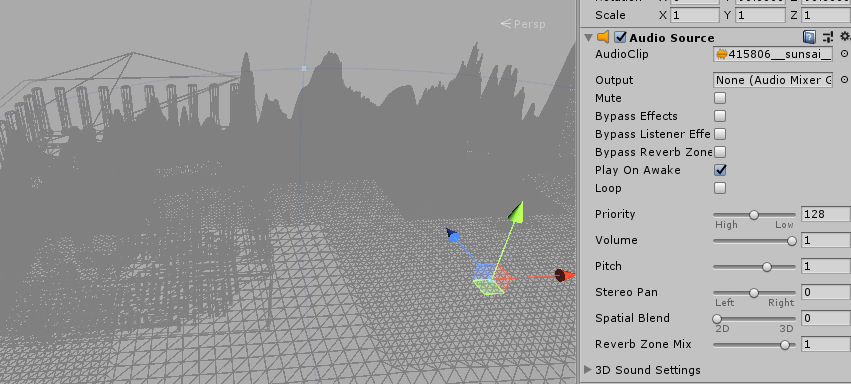 Persp
Scale X 1 Y 1 Z 1
Audio Source
AudioClip 415806__sunsai_
Output None (Audio Mixer G
Mute
Bypass Effects
Bypass Listener Effe
Bypass Reverb Zone
Play On Awake
Loop
Priority 128
High Low
Volume 1
Pitch 1
Stereo Pan 0
Left Right
Spatial Blend 0
2D 3D
Reverb Zone Mix 1
3D Sound Settings